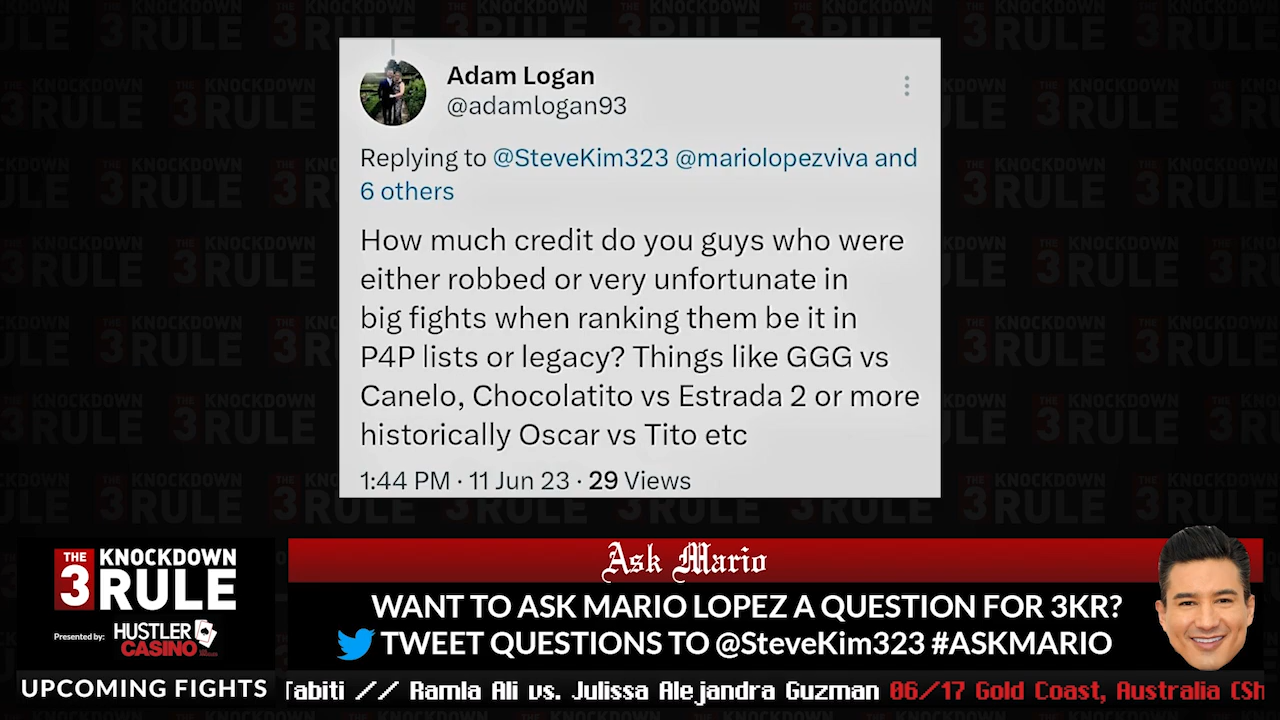 Adam Logan
@adamlogan93
Replying to @SteveKim323 @mariolopezviva and
6 others
How much credit do you guys who were
either robbed or very unfortunate in
big fights when ranking them be it in
P4P lists or legacy? Things like GGG vs
Canelo, Chocolatito vs Estrada 2 or more
historically Oscar vs Tito etc
1:44 PM · 11 Jun 23 · 29 Views
THE 3 KNOCKDOWN RULE
Presented by: HUSTLER CASINO
Ask Mario
WANT TO ASK MARIO LOPEZ A QUESTION FOR 3KR?
TWEET QUESTIONS TO @SteveKim323 #ASKMARIO
UPCOMING FIGHTS
Tabiti // Ramla Ali vs. Julissa Alejandra Guzman 06/17 Gold Coast, Australia (Sh